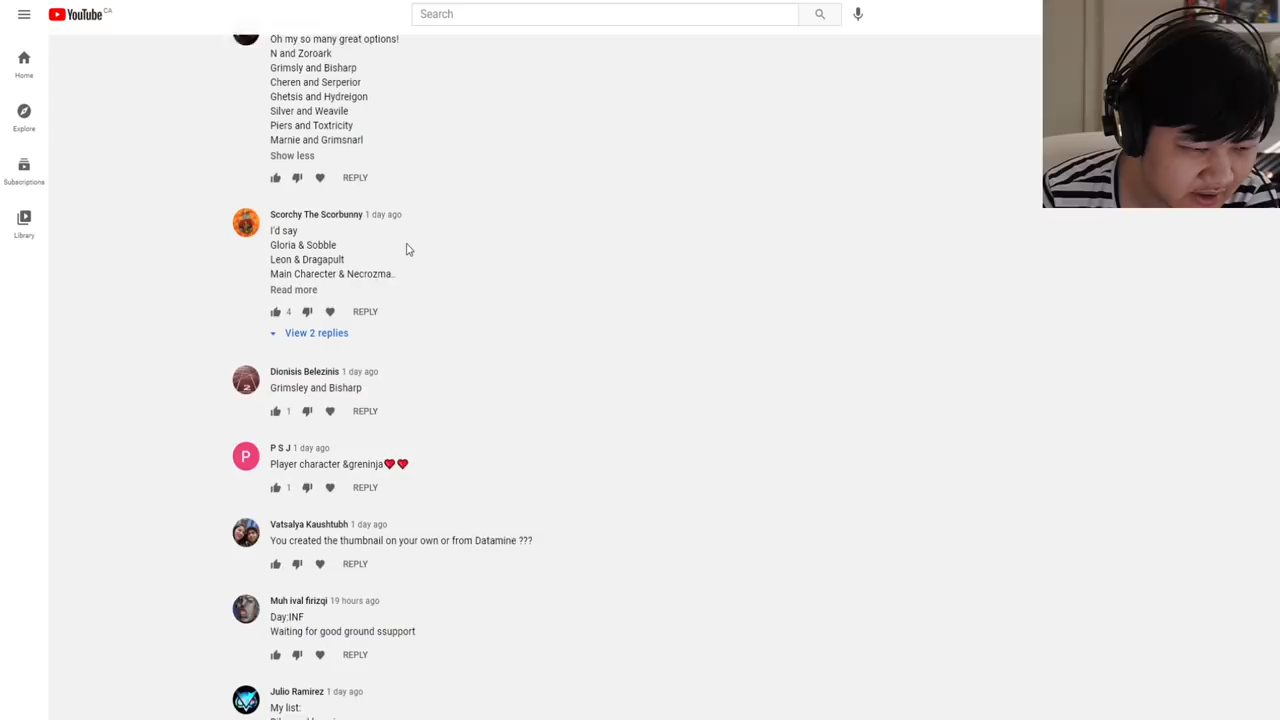 YouTube CA
Search
Home
Explore
Subscriptions
Library
Oh my so many great options!
N and Zoroark
Grimsly and Bisharp
Cheren and Serperior
Ghetsis and Hydreigon
Silver and Weavile
Piers and Toxtricity
Marnie and Grimsnarl
Show less
REPLY
Scorchy The Scorbunny 1 day ago
I'd say
Gloria & Sobble
Leon & Dragapult
Main Charecter & Necrozma..
Read more
4 REPLY
View 2 replies
Dionisis Belezinis 1 day ago
Grimsley and Bisharp
1 REPLY
P
P S J 1 day ago
Player character &greninja❤️❤️
1 REPLY
Vatsalya Kaushtubh 1 day ago
You created the thumbnail on your own or from Datamine ???
REPLY
Muh ival firizqi 19 hours ago
Day:INF
Waiting for good ground ssupport
REPLY
Julio Ramirez 1 day ago
My list: